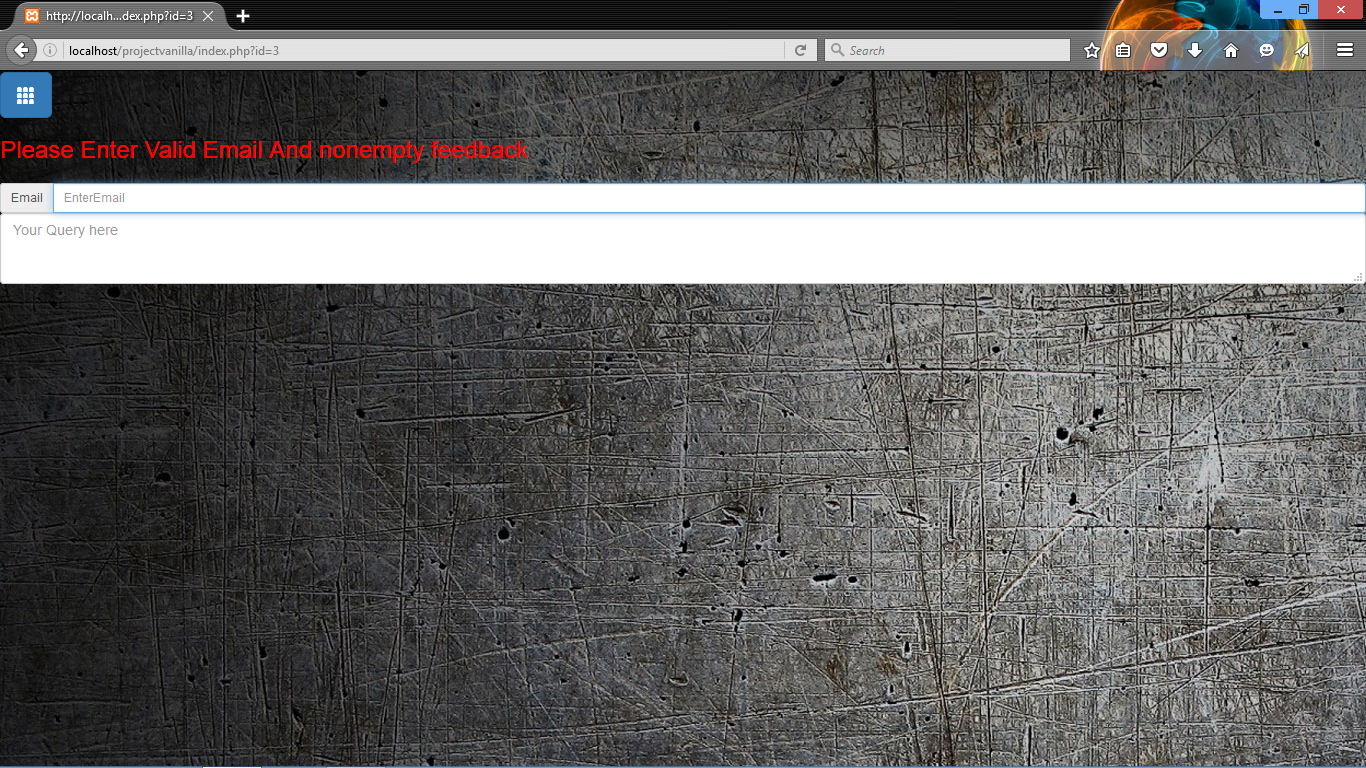 http://localh...dex.php?id=3
localhost/projectvanilla/index.php?id=3
Search
Please Enter Valid Email And nonempty feedback
Email
EnterEmail
Your Query here